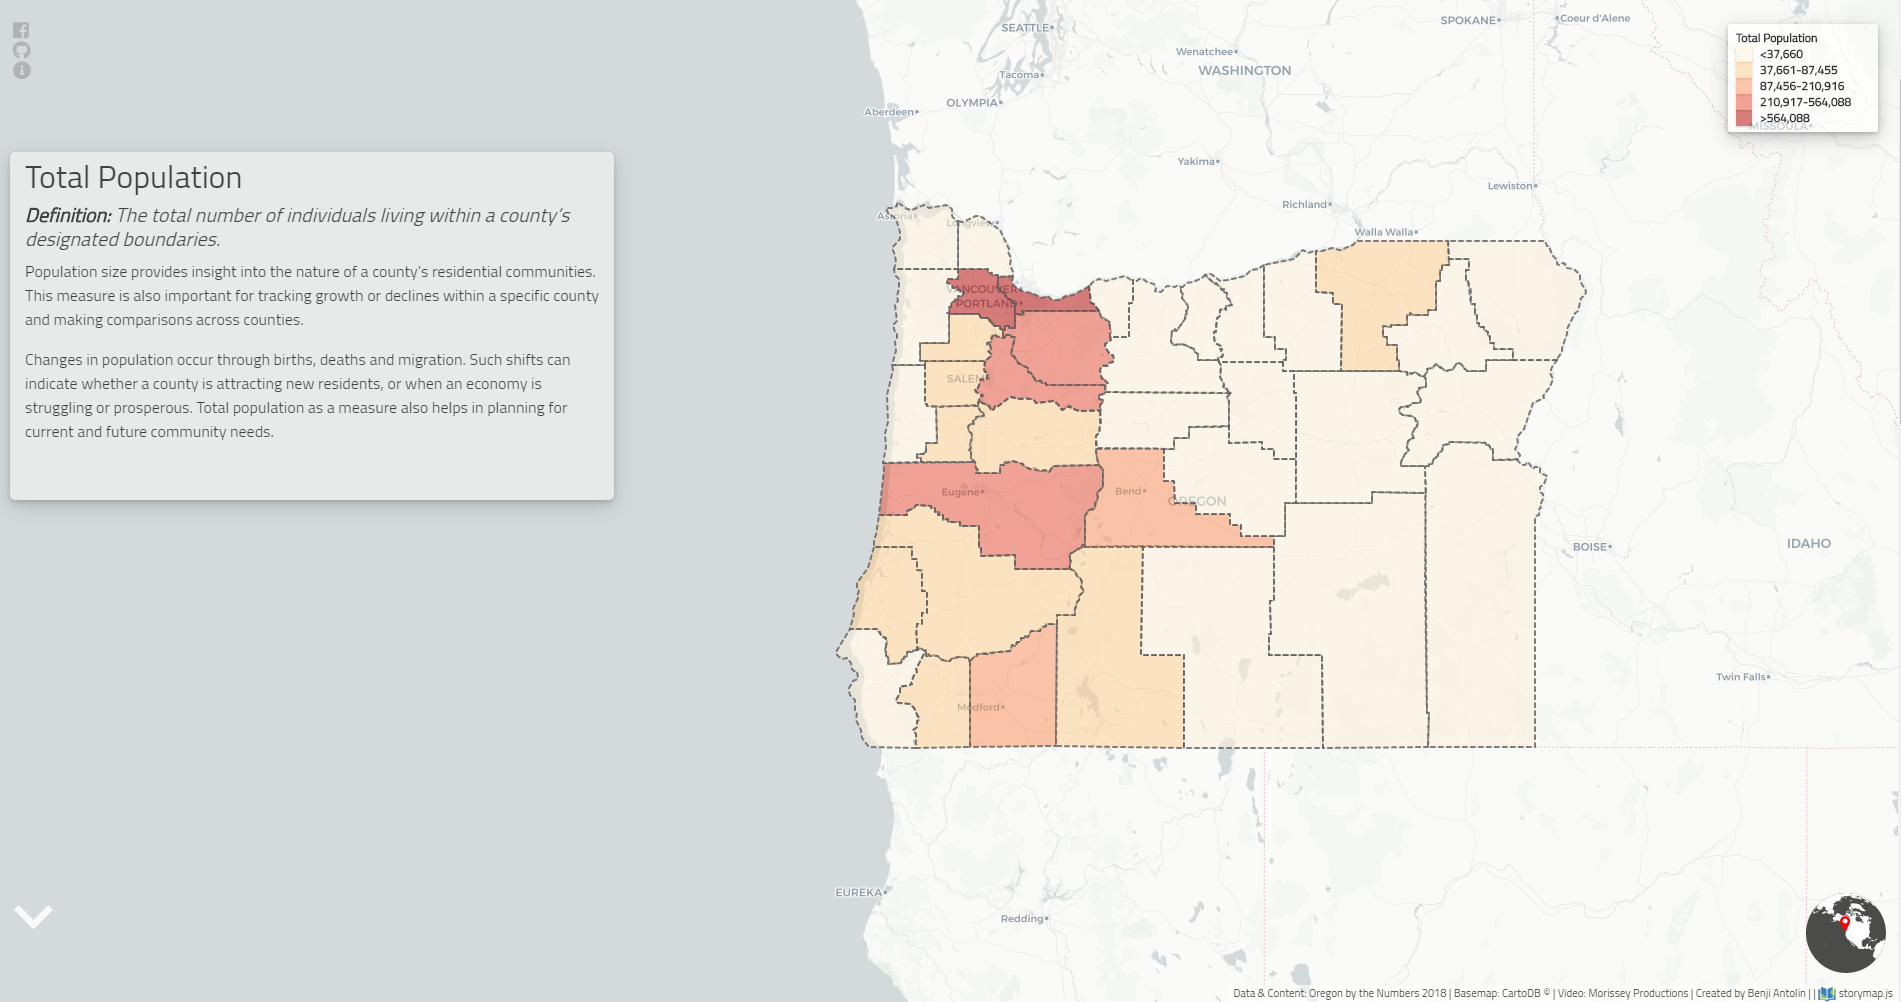 Total Population
Definition: The total number of individuals living within a county's
designated boundaries.
Population size provides insight into the nature of a county's residential communities.
This measure is also important for tracking growth or declines within a specific county
and making comparisons across counties.
Changes in population occur through births, deaths and migration. Such shifts can
indicate whether a county is attracting new residents, or when an economy is
struggling or prosperous. Total population as a measure also helps in planning for
current and future community needs.
SEATTLE
SPOKANE
Coeur d'Alene
Wenatchee
WASHINGTON
Tacoma
OLYMPIA
Aberdeen
Yakima
Lewiston
Richland
Astoria
Longview
Walla Walla
VANCOUVER
PORTLAND
SALEM
Eugene
Bend
OREGON
BOISE
IDAHO
Twin Falls
Medford
EUREKA
Redding
Total Population
<37,660
37,661-87,455
87,456-210,916
210,917-564,088
>564,088
MISSOULA
Data & Content: Oregon by the Numbers 2018 | Basemap: CartoDB © | Video: Morissey Productions | Created by Benji Antolin | | storymap.js